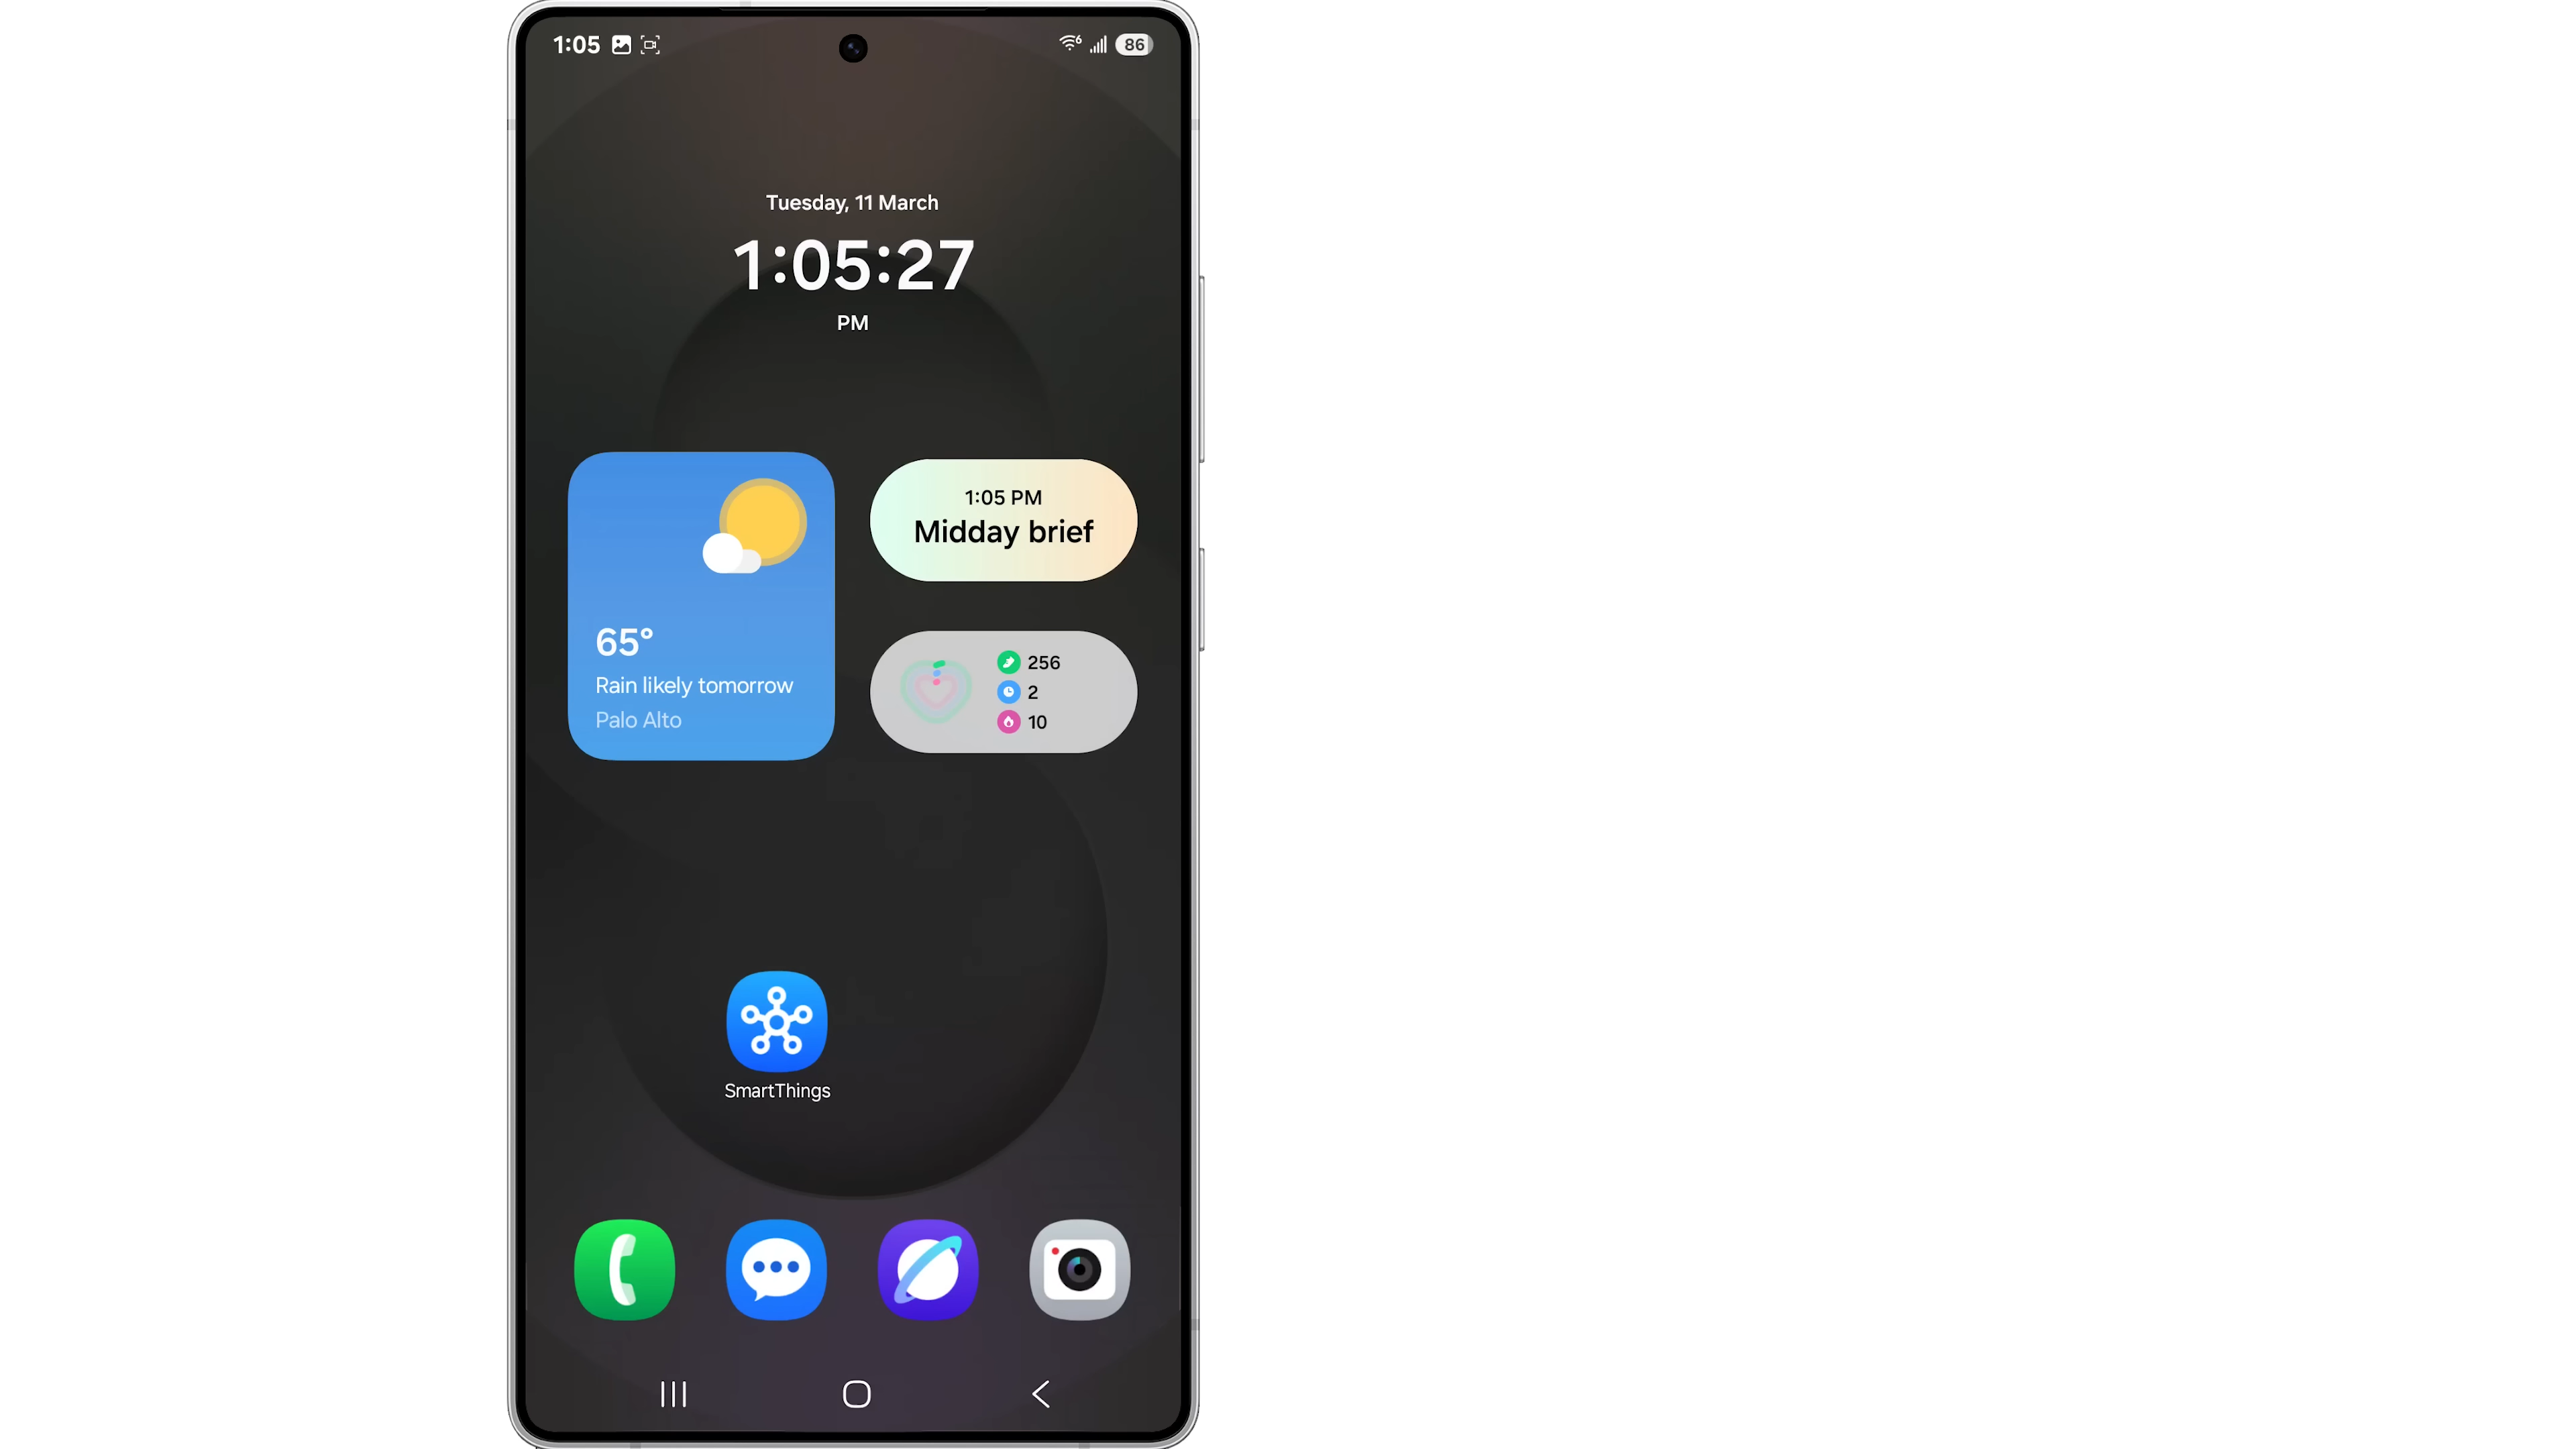 1:05
6
86
Tuesday, 11 March
1:05:27
PM
65°
Rain likely tomorrow
Palo Alto
1:05 PM
Midday brief
256
2
10
SmartThings